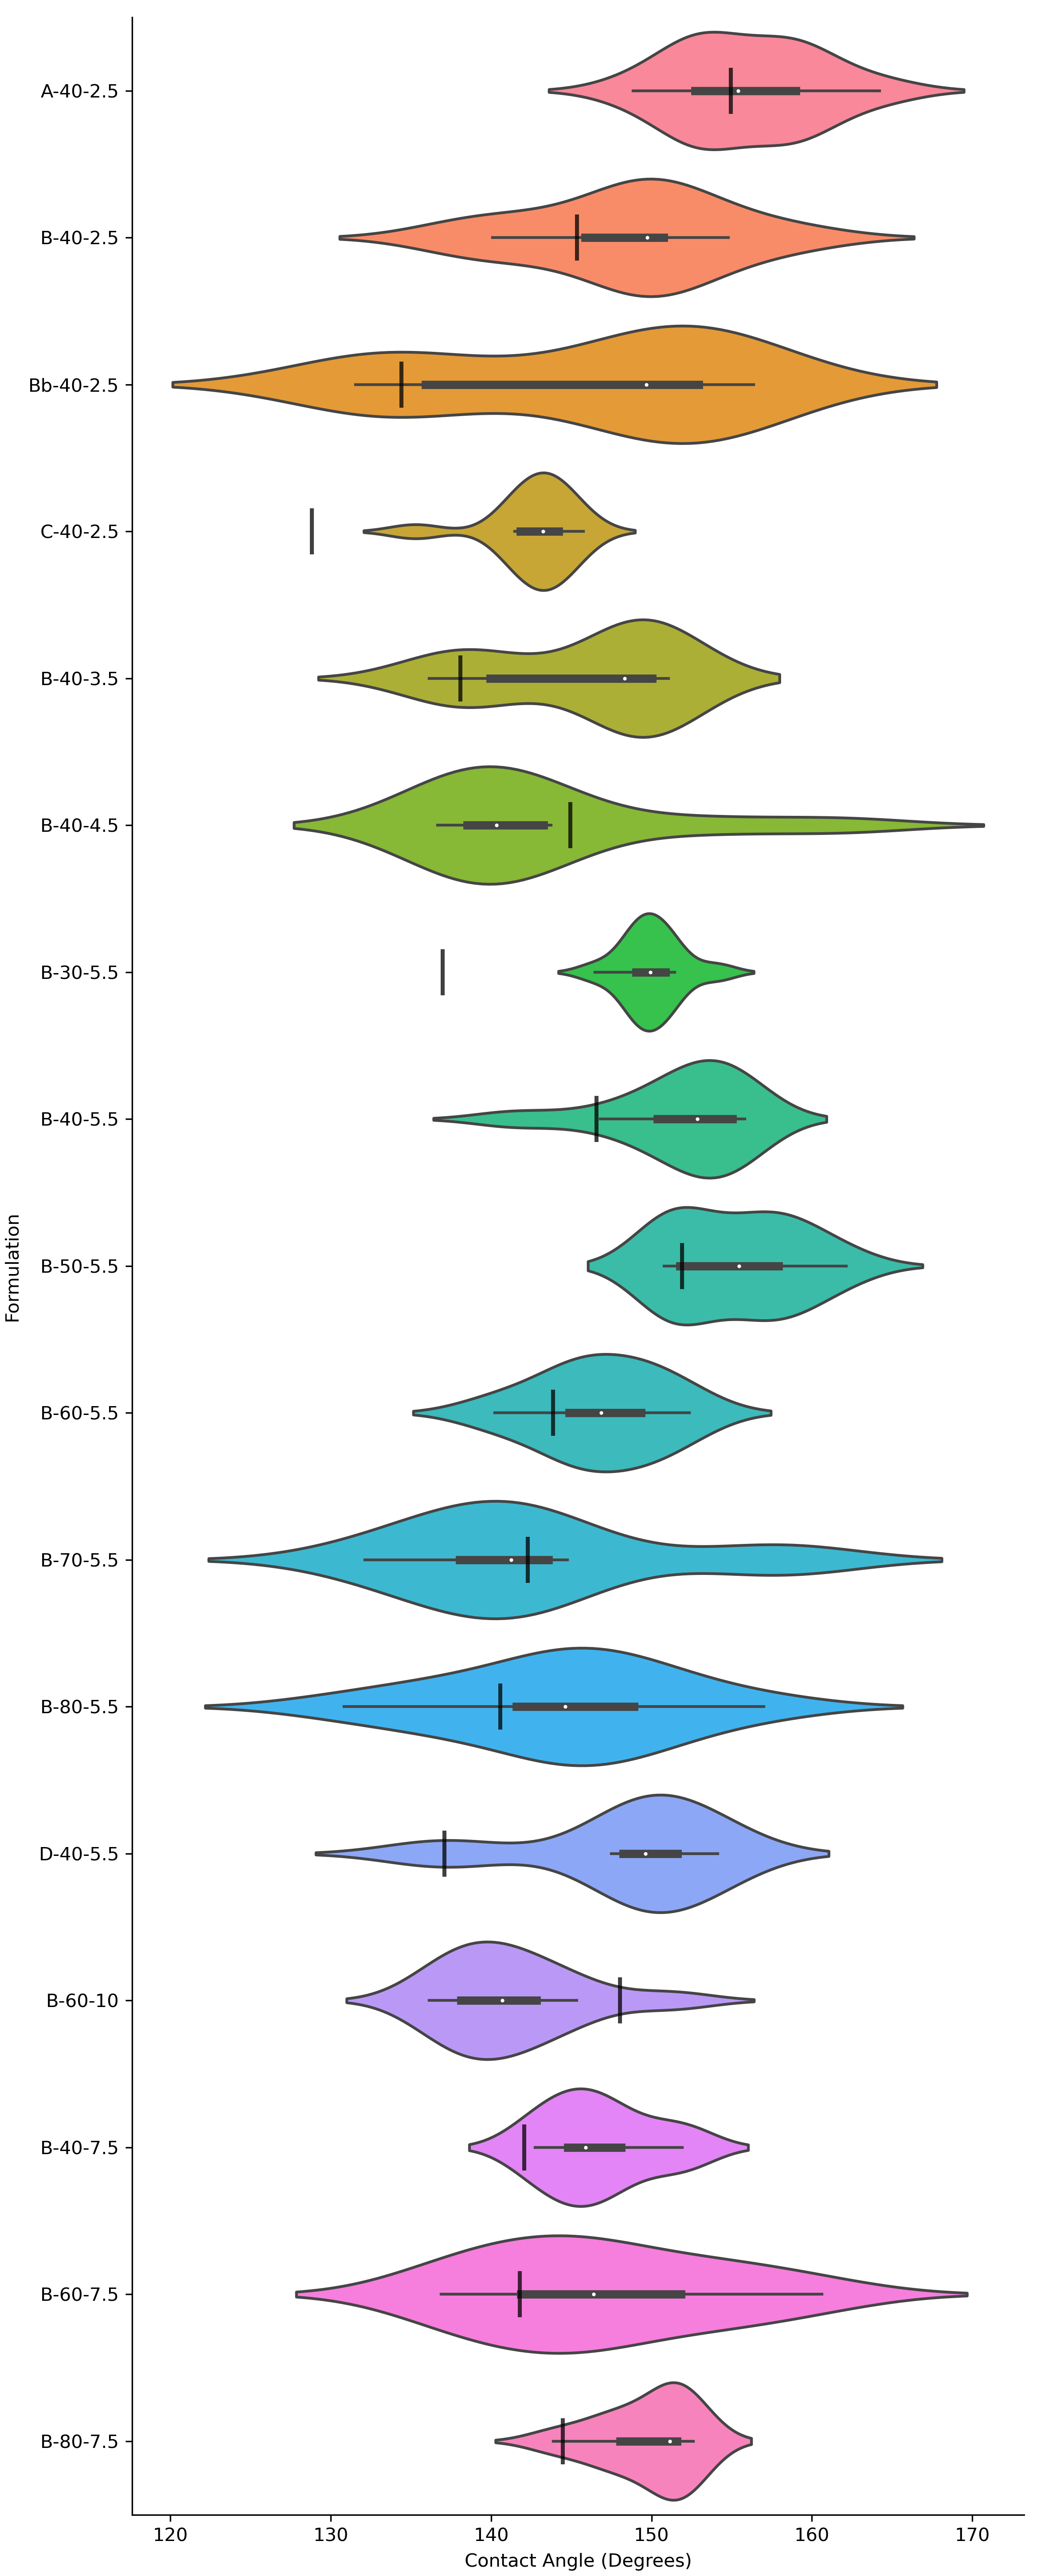 A-40-2.5
B-40-2.5
Bb-40-2.5
C-40-2.5
B-40-3.5
B-40-4.5
B-30-5.5
B-40-5.5
B-50-5.5
B-60-5.5
B-70-5.5
B-80-5.5
D-40-5.5
B-60-10
B-40-7.5
B-60-7.5
B-80-7.5
Formulation
120 130 140 150 160 170
Contact Angle (Degrees)